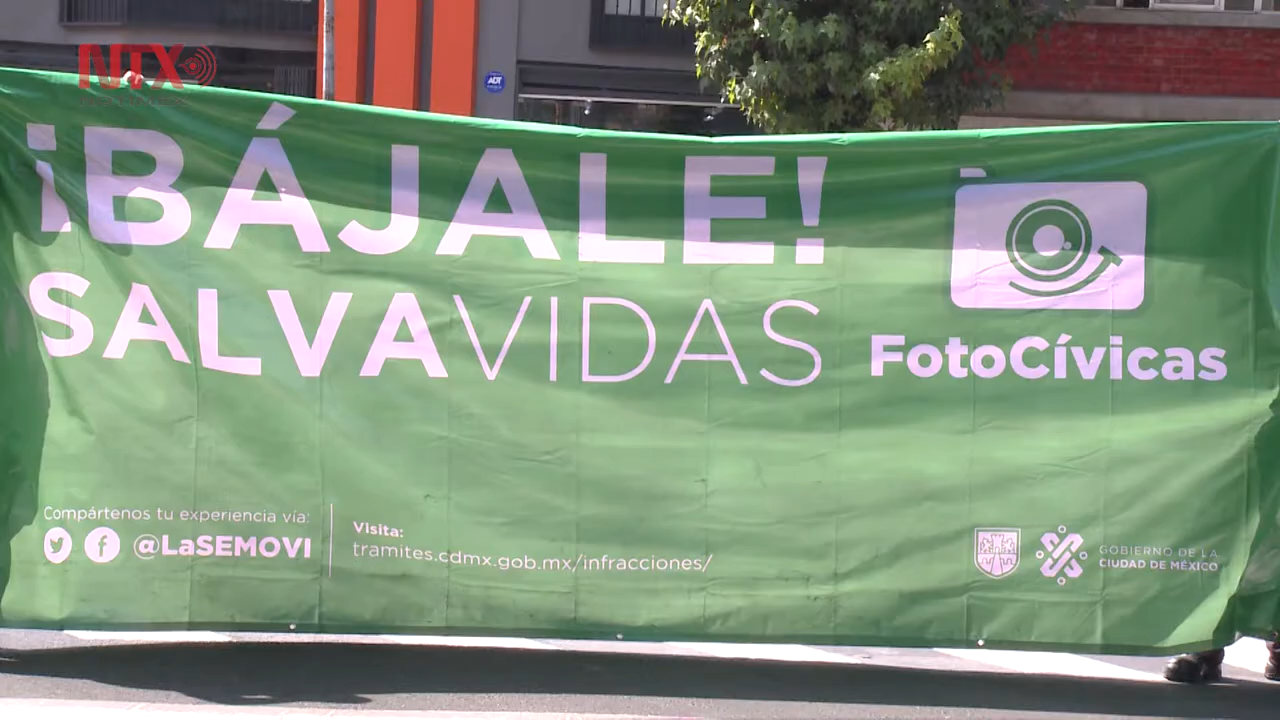 NTX
ADT
¡BÁJALE!
SALVAVIDAS
FotoCívicas
Compártenos tu experiencia vía:
@LaSEMOVI
Visita:
tramites.cdmx.gob.mx/infracciones/
GOBIERNO DE LA
CIUDAD DE MÉXICO